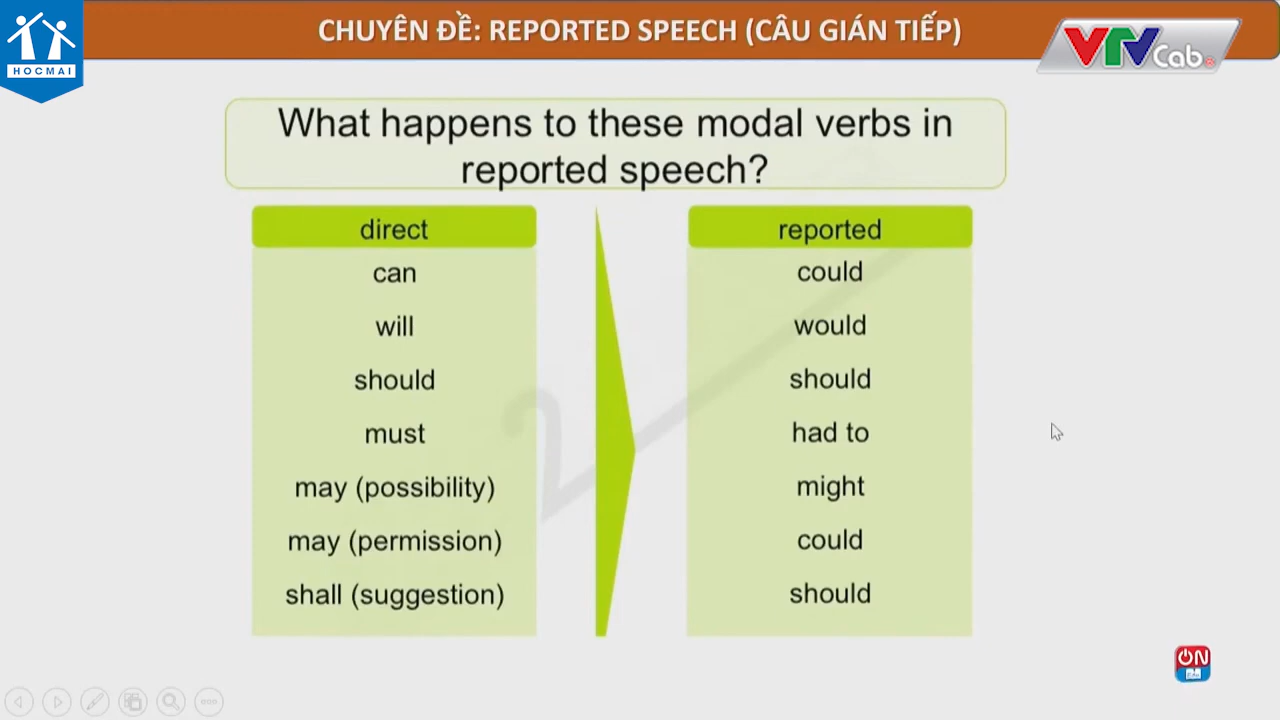 CHUYÊN ĐỀ: REPORTED SPEECH (CÂU GIÁN TIẾP)
HOCMAI
VTVCab
What happens to these modal verbs in
reported speech?
direct
reported
can
could
will
would
should
should
must
had to
may (possibility)
might
may (permission)
could
shall (suggestion)
should
ON